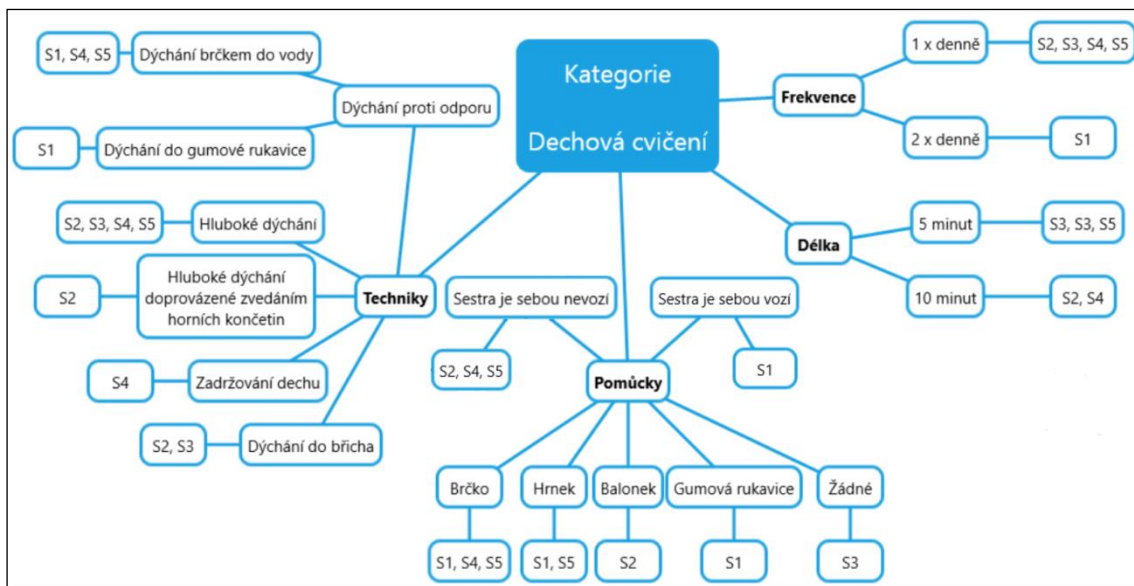 Kategorie
Dechová cvičení
Frekvence
1 x denně
S2, S3, S4, S5
2 x denně
S1
Délka
5 minut
S3, S3, S5
10 minut
S2, S4
Pomůcky
Sestra je sebou nevozí
S2, S4, S5
Sestra je sebou vozí
S1
Brčko
S1, S4, S5
Hrnek
S1, S5
Balonek
S2
Gumová rukavice
S1
Žádné
S3
Techniky
Dýchání proti odporu
Dýchání brčkem do vody
S1, S4, S5
Dýchání do gumové rukavice
S1
Hluboké dýchání
S2, S3, S4, S5
Hluboké dýchání
doprovázené zvedáním
horních končetin
S2
Zadržování dechu
S4
Dýchání do břicha
S2, S3